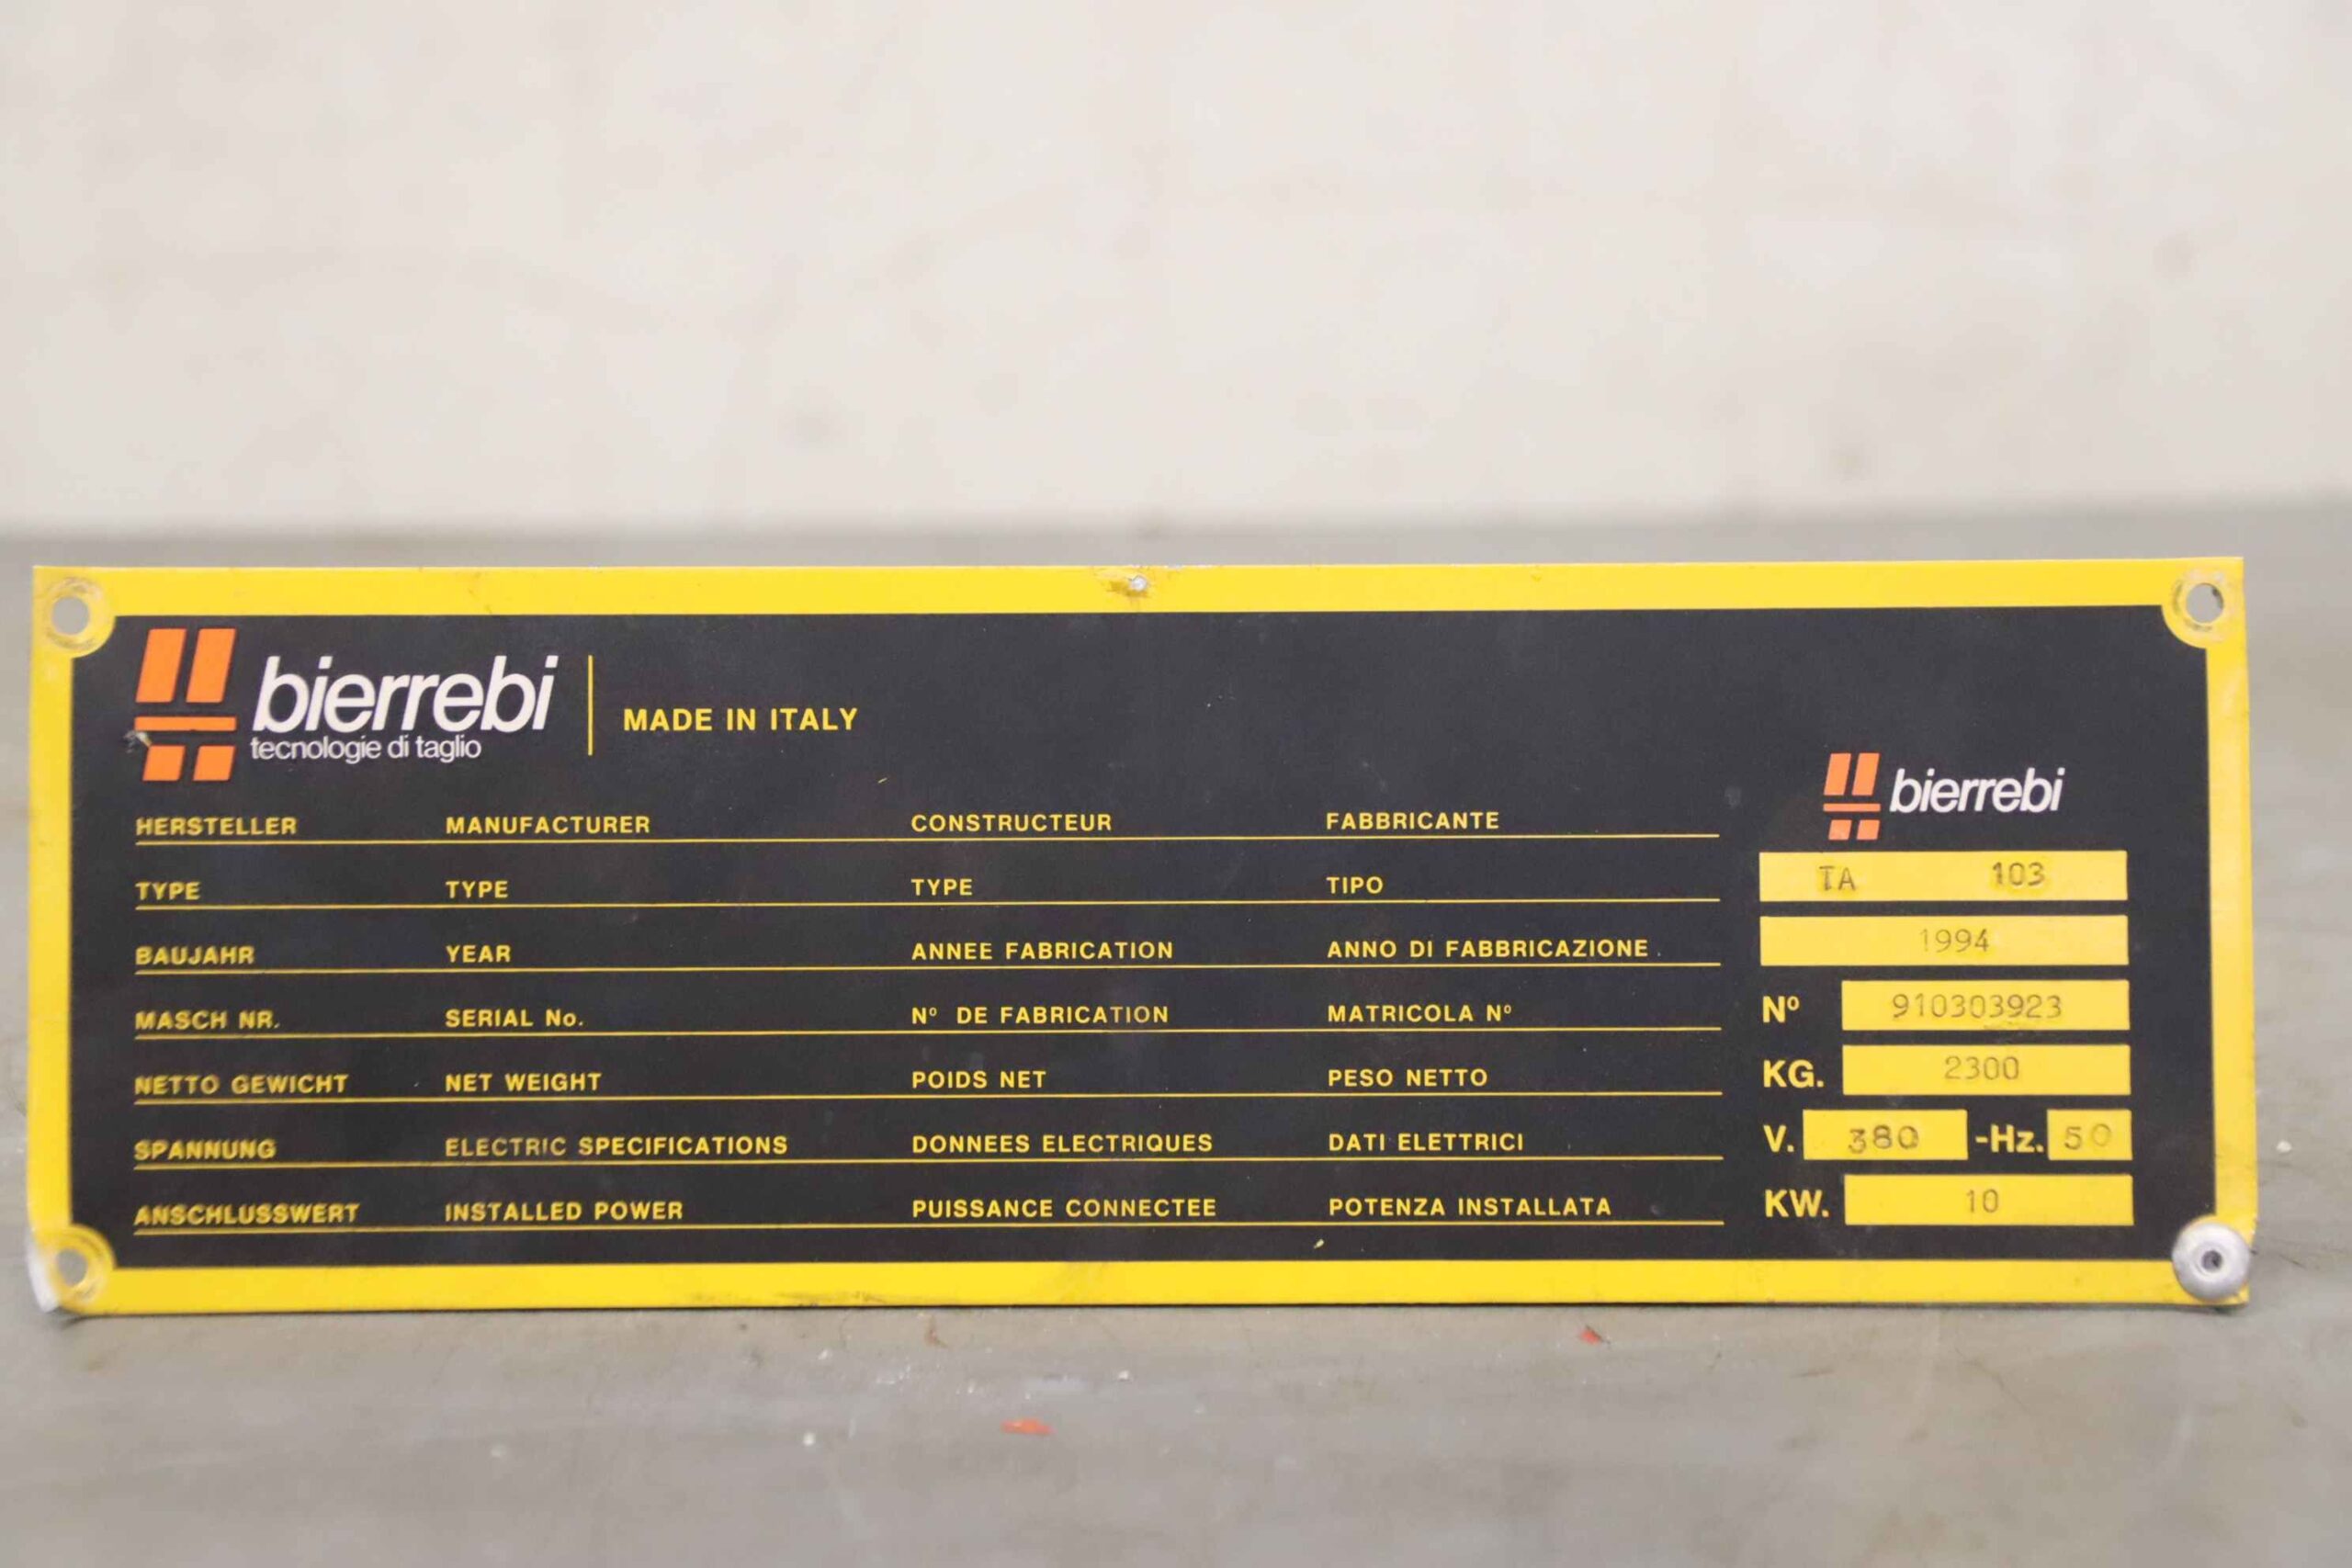 bierrebi
tecnologie di taglio
MADE IN ITALY
bierrebi
HERSTELLER MANUFACTURER CONSTRUCTEUR FABBRICANTE
TYPE TYPE TYPE TIPO TA 103
BAUJAHR YEAR ANNEE FABRICATION ANNO DI FABBRICAZIONE 1994
MASCH NR. SERIAL No. Nº DE FABRICATION MATRICOLA Nº Nº 910303923
NETTO GEWICHT NET WEIGHT POIDS NET PESO NETTO KG. 2300
SPANNUNG ELECTRIC SPECIFICATIONS DONNEES ELECTRIQUES DATI ELETTRICI V. 380 -Hz. 50
ANSCHLUSSWERT INSTALLED POWER PUISSANCE CONNECTEE POTENZA INSTALLATA KW. 10